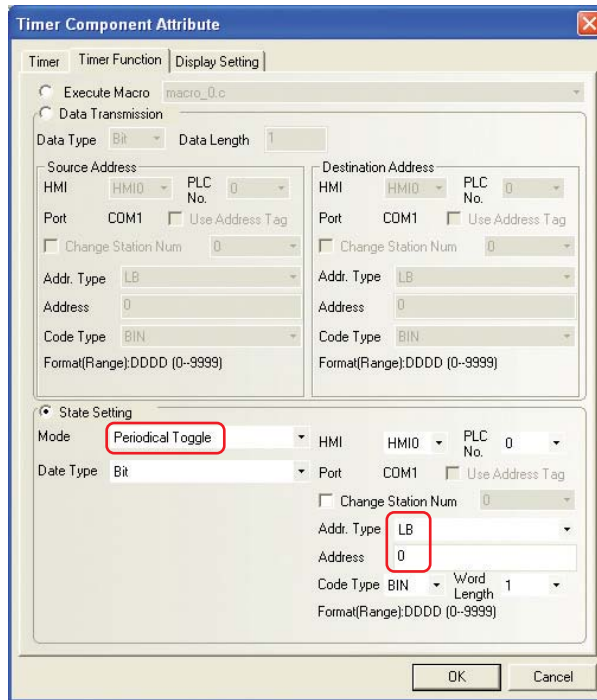 Timer Component Attribute
Timer Timer Function Display Setting
Execute Macro macro_0.c
Data Transmission
Data Type Bit Data Length 1
Source Address
HMI HMI0 PLC No. 0
Port COM1 Use Address Tag
Change Station Num 0
Addr. Type LB
Address 0
Code Type BIN
Format(Range):DDDD (0--9999)
Destination Address
HMI HMI0 PLC No. 0
Port COM1 Use Address Tag
Change Station Num 0
Addr. Type LB
Address 0
Code Type BIN
Format(Range):DDDD (0--9999)
State Setting
Mode Periodical Toggle
Date Type Bit
HMI HMI0 PLC No. 0
Port COM1 Use Address Tag
Change Station Num 0
Addr. Type LB
Address 0
Code Type BIN Word Length 1
Format(Range):DDDD (0--9999)
OK Cancel